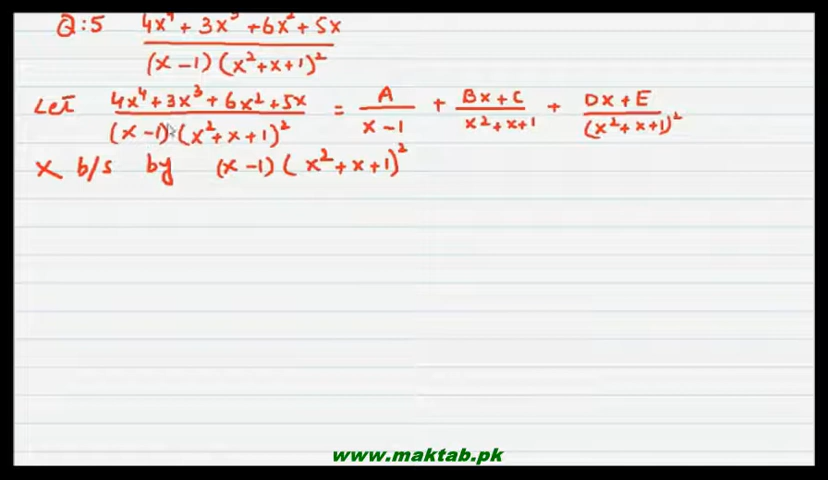 Q:5 4x⁴ + 3x³ + 6x² + 5x
(x – 1) (x² + x + 1)²
Let 4x⁴ + 3x³ + 6x² + 5x / (x – 1) (x² + x + 1)² = A / x – 1 + Bx + C / x² + x + 1 + Dx + E / (x² + x + 1)²
x b/s by (x – 1) (x² + x + 1)²
www.maktab.pk